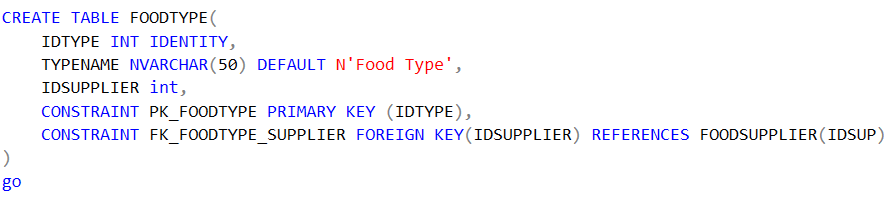 CREATE TABLE FOODTYPE(
    IDTYPE INT IDENTITY,
    TYPENAME NVARCHAR(50) DEFAULT N'Food Type',
    IDSUPPLIER int,
    CONSTRAINT PK_FOODTYPE PRIMARY KEY (IDTYPE),
    CONSTRAINT FK_FOODTYPE_SUPPLIER FOREIGN KEY(IDSUPPLIER) REFERENCES FOODSUPPLIER(IDSUP)
)
go